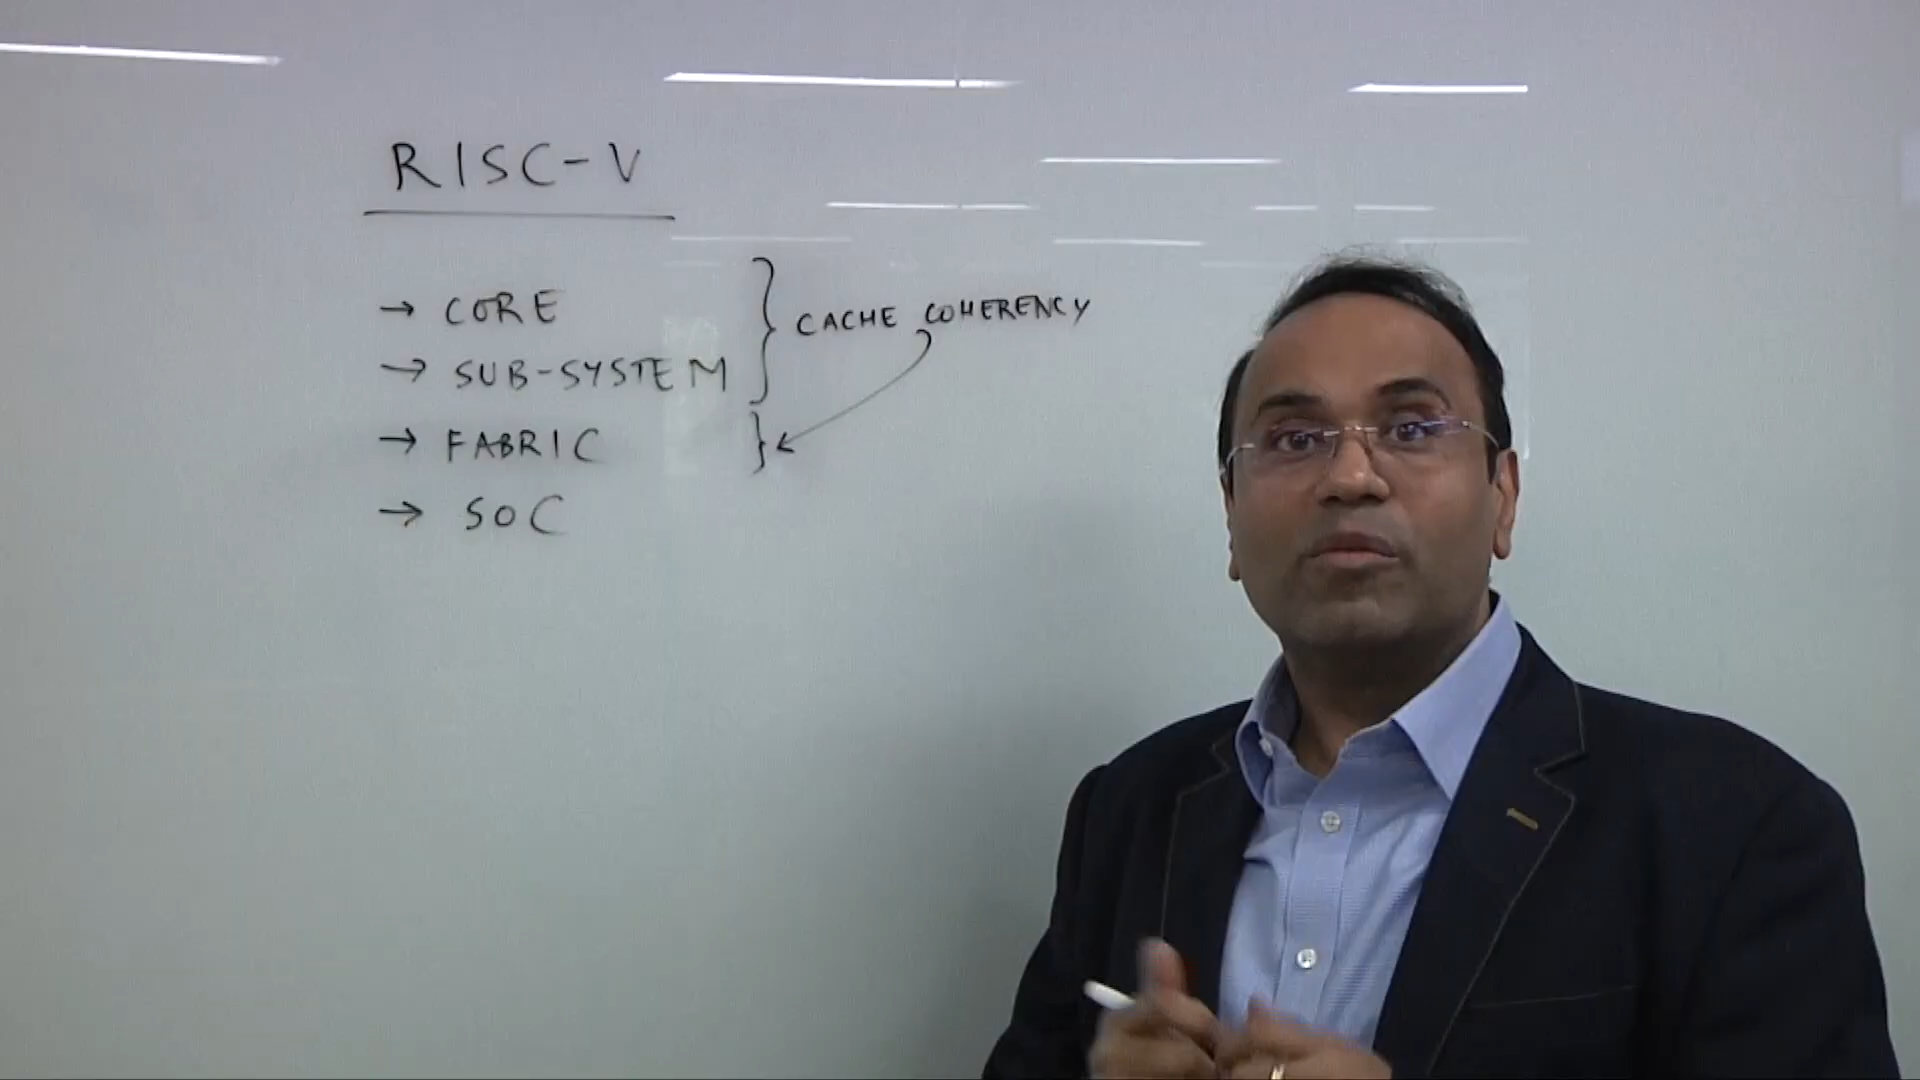 RISC-V
→ CORE
CACHE COHERENCY
→ SUB-SYSTEM
→ FABRIC
→ SOC